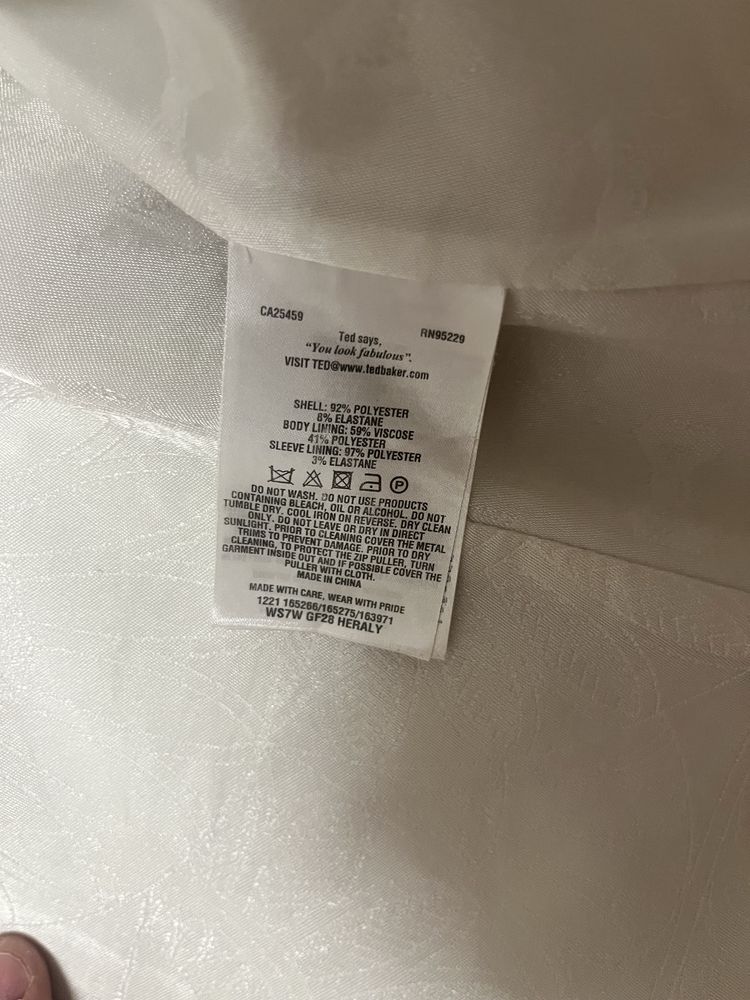 CA25459
RN95229
Ted says,
"You look fabulous".
VISIT TED@www.tedbaker.com
SHELL: 92% POLYESTER
8% ELASTANE
BODY LINING: 59% VISCOSE
41% POLYESTER
SLEEVE LINING: 97% POLYESTER
3% ELASTANE
P
DO NOT WASH. DO NOT USE PRODUCTS
CONTAINING BLEACH, OIL OR ALCOHOL. DO NOT
TUMBLE DRY. COOL IRON ON REVERSE. DRY CLEAN
ONLY. DO NOT LEAVE OR DRY IN DIRECT
SUNLIGHT. PRIOR TO CLEANING COVER THE METAL
TRIMS TO PREVENT DAMAGE. PRIOR TO DRY
CLEANING, TO PROTECT THE ZIP PULLER, TURN
GARMENT INSIDE OUT AND IF POSSIBLE COVER THE
PULLER WITH CLOTH.
MADE IN CHINA
MADE WITH CARE, WEAR WITH PRIDE
1221 165266/165275/163971
WS7W GF28 HERALY